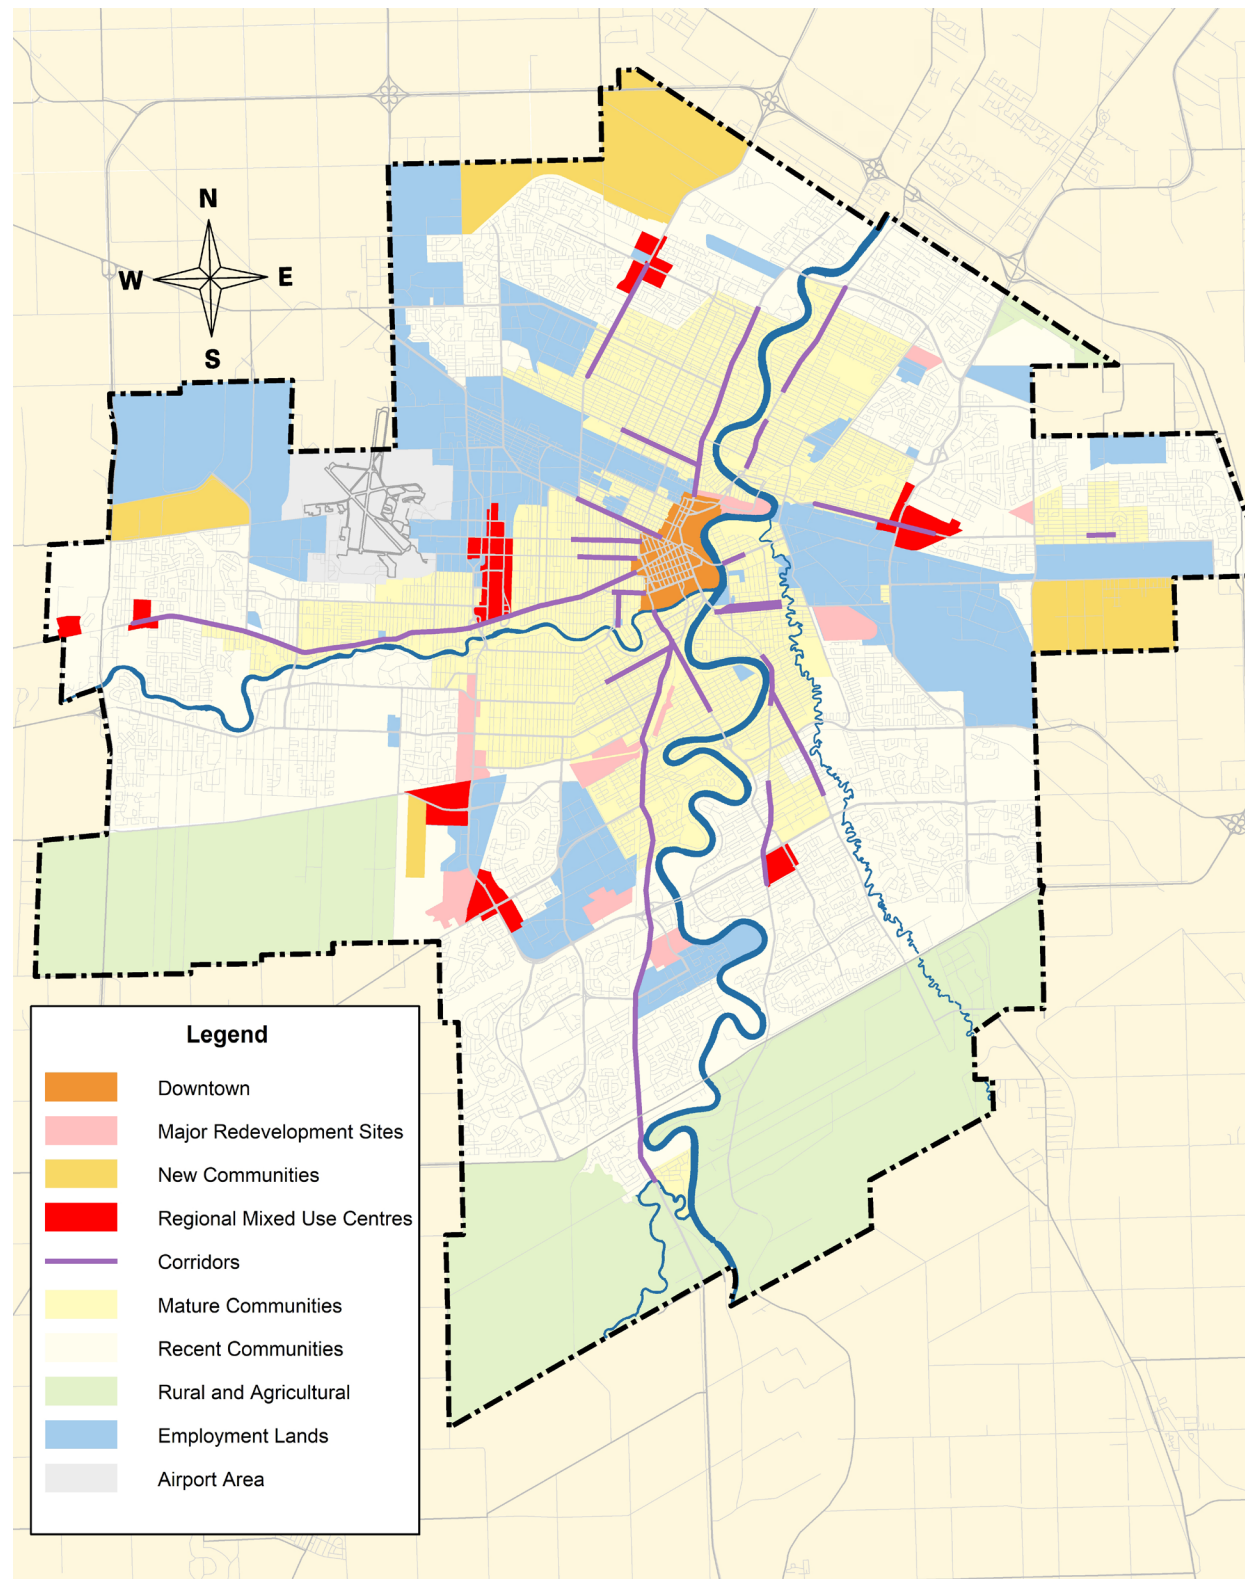 N
W
E
S
Legend
Downtown
Major Redevelopment Sites
New Communities
Regional Mixed Use Centres
Corridors
Mature Communities
Recent Communities
Rural and Agricultural
Employment Lands
Airport Area